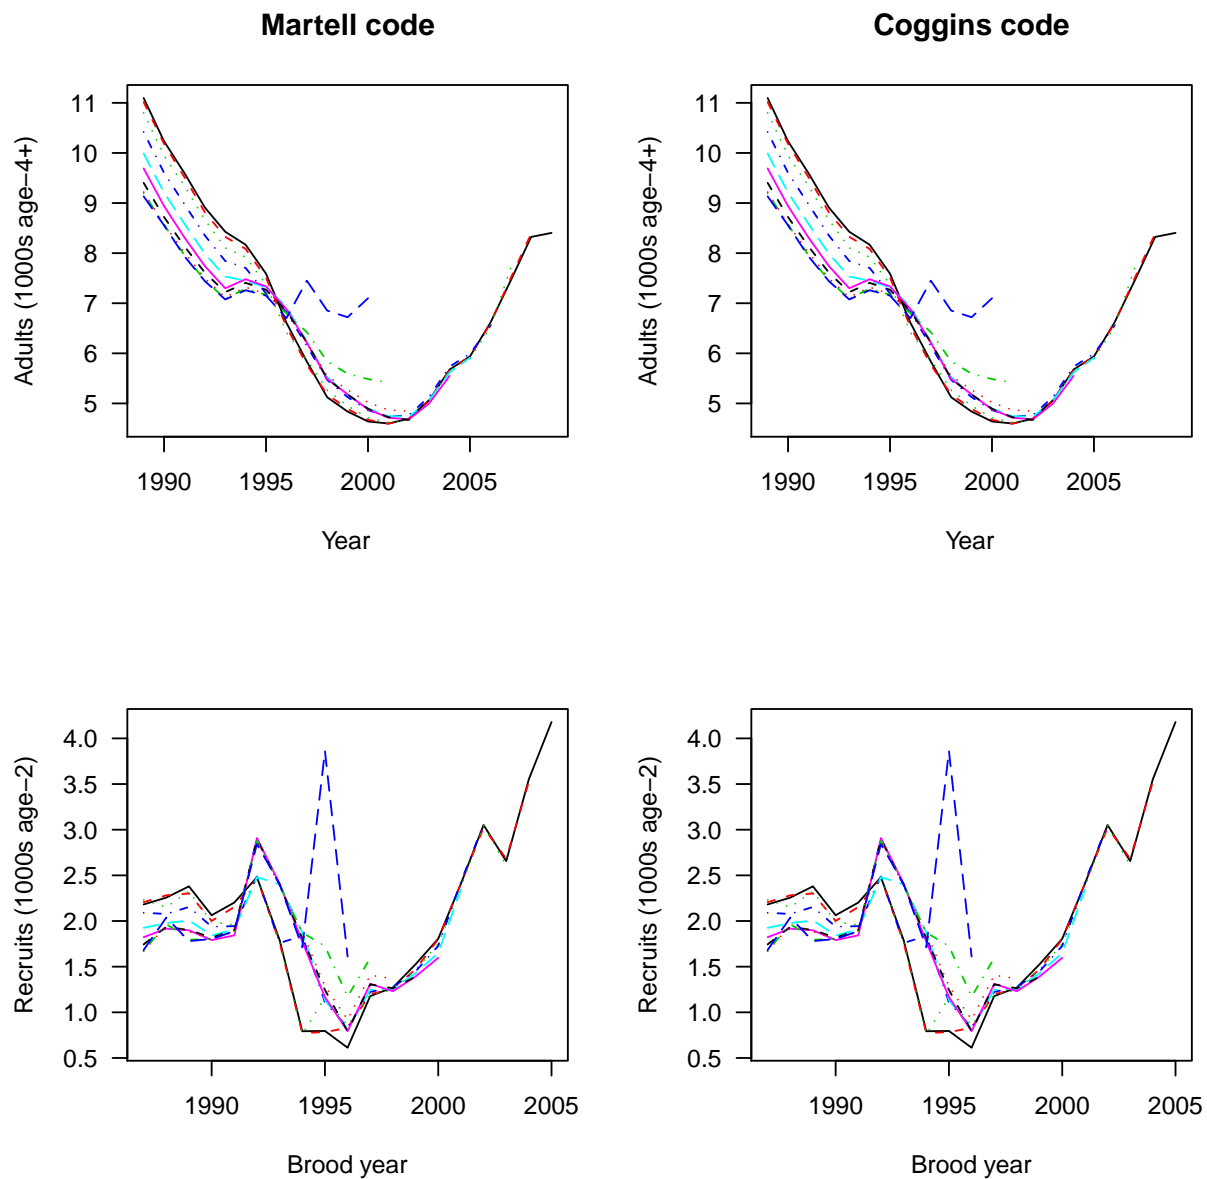 Martell code
Coggins code
Adults (1000s age−4+)
11
10
9
8
7
6
5
1990 1995 2000 2005
Year
Adults (1000s age−4+)
11
10
9
8
7
6
5
1990 1995 2000 2005
Year
Recruits (1000s age−2)
4.0
3.5
3.0
2.5
2.0
1.5
1.0
0.5
1990 1995 2000 2005
Brood year
Recruits (1000s age−2)
4.0
3.5
3.0
2.5
2.0
1.5
1.0
0.5
1990 1995 2000 2005
Brood year